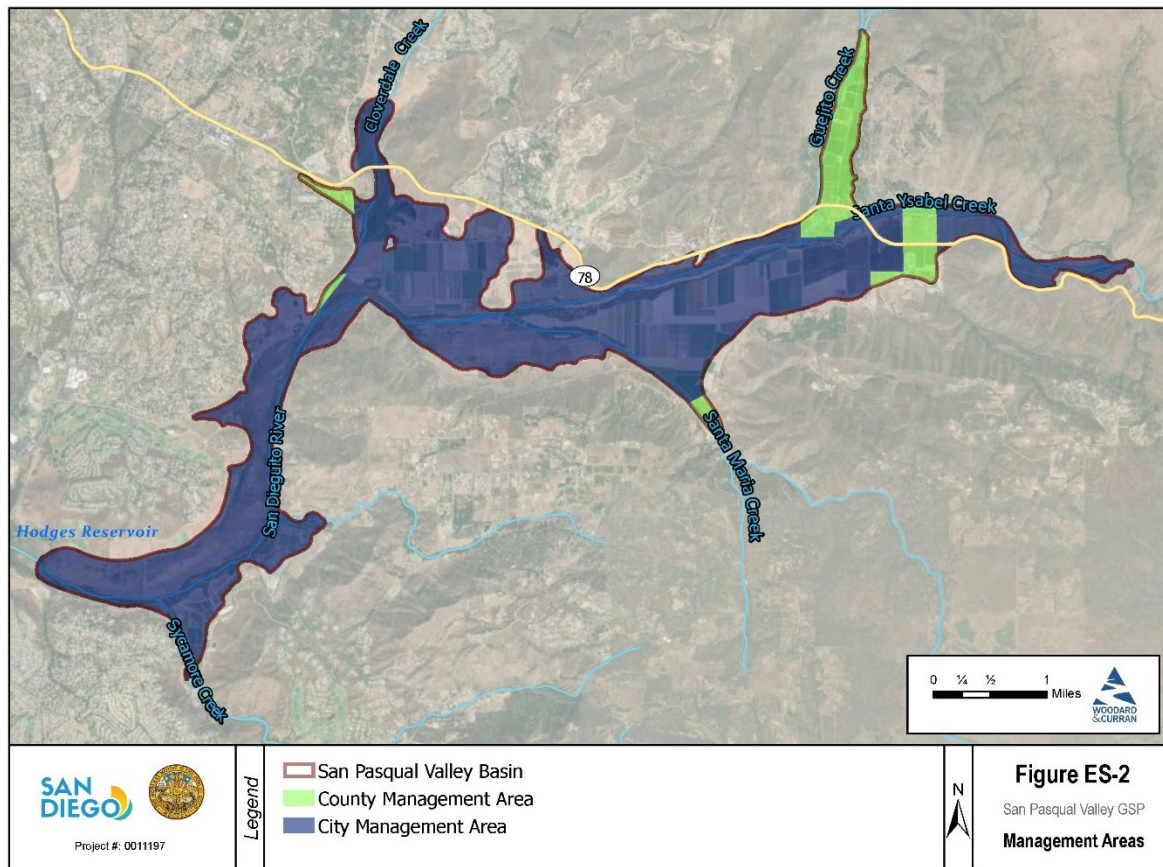 Cloverdale Creek
Guejito Creek
Santa Ysabel Creek
78
San Dieguito River
Santa Maria Creek
Hodges Reservoir
Sycamore Creek
0 ¼ ½ 1
Miles
WOODARD
&CURRAN
SAN
DIEGO
Project #: 0011197
Legend
San Pasqual Valley Basin
County Management Area
City Management Area
N
Figure ES-2
San Pasqual Valley GSP
Management Areas